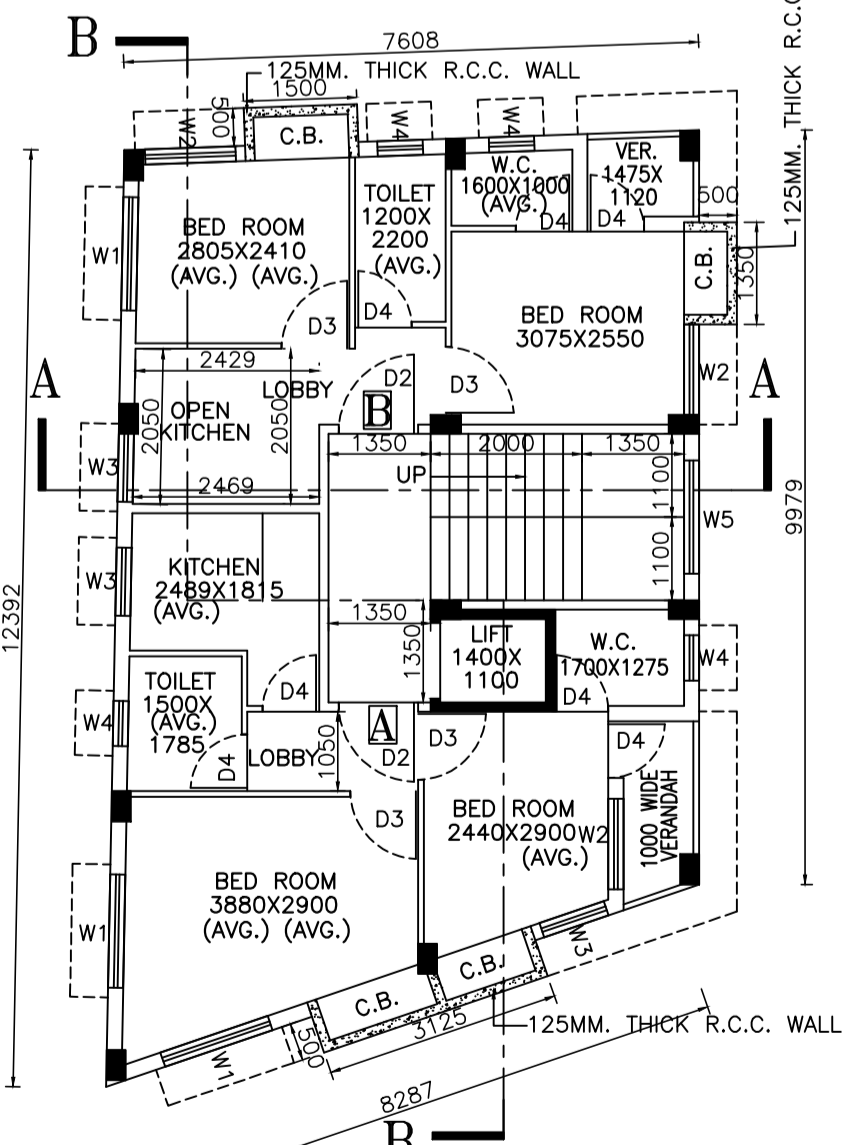 B
7608
125MM. THICK R.C.C. WALL
1500
500
W2
C.B.
W4
W4
125MM. THICK R.C.C.
W.C.
1600X1000
(AVG.)
D4
VER.
1475X
1120
D4
500
TOILET
1200X
2200
(AVG.)
D4
BED ROOM
2805X2410
(AVG.) (AVG.)
W1
D3
C.B.
1350
BED ROOM
3075X2550
A
2429
LOBBY
D2
D3
W2
A
B
OPEN
KITCHEN
2050
2050
1350
2000
1350
W3
2469
UP
1100
W5
1100
9979
12392
W3
KITCHEN
2489X1815
(AVG.)
1350
1350
LIFT
1400X
1100
W.C.
1700X1275
W4
D4
TOILET
1500X
(AVG.)
1785
D4
W4
D4
LOBBY
1050
A
D2
D3
D4
1000 WIDE
VERANDAH
BED ROOM
2440X2900
(AVG.)
W2
D3
BED ROOM
3880X2900
(AVG.) (AVG.)
W1
W3
C.B.
C.B.
3125
125MM. THICK R.C.C. WALL
500
W1
8287
B